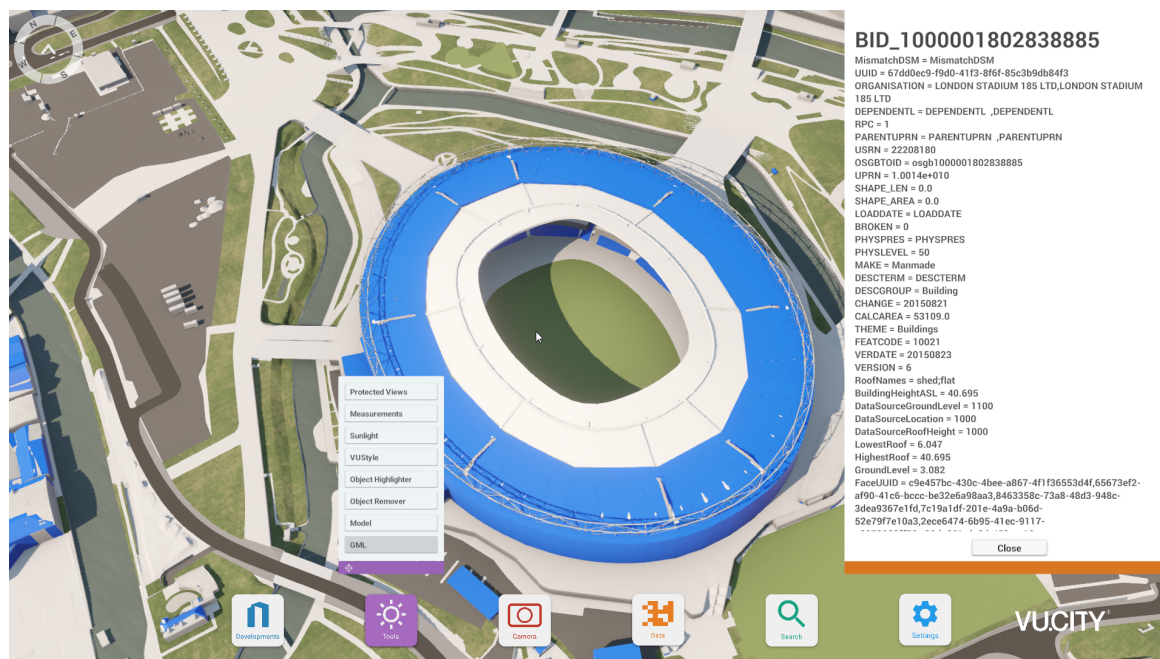 N
E
S
W
BID_1000001802838885
MismatchDSM = MismatchDSM
UUID = 67dd0ec9-f9d0-41f3-8f6f-85c3b9db84f3
ORGANISATION = LONDON STADIUM 185 LTD,LONDON STADIUM
185 LTD
DEPENDENTL = DEPENDENTL ,DEPENDENTL
RPC = 1
PARENTUPRN = PARENTUPRN ,PARENTUPRN
USRN = 22208180
OSGBTOID = osgb1000001802838885
UPRN = 1.0014e+010
SHAPE_LEN = 0.0
SHAPE_AREA = 0.0
LOADDATE = LOADDATE
BROKEN = 0
PHYSPRES = PHYSPRES
PHYSLEVEL = 50
MAKE = Manmade
DESCTERM = DESCTERM
DESCGROUP = Building
CHANGE = 20150821
CALCAREA = 53109.0
THEME = Buildings
FEATCODE = 10021
VERDATE = 20150823
VERSION = 6
RoofNames = shed;flat
BuildingHeightASL = 40.695
DataSourceGroundLevel = 1100
DataSourceLocation = 1000
DataSourceRoofHeight = 1000
LowestRoof = 6.047
HighestRoof = 40.695
GroundLevel = 3.082
FaceUUID = c9e457bc-430c-4bee-a867-4f1f36553d4f,65673ef2-
af90-41c6-bccc-be32e6a98aa3,8463358c-73a8-48d3-948c-
3dea9367e1fd,7c19a1df-201e-4a9a-b06d-
52e79f7e10a3,2ece6474-6b95-41ec-9117-
Close
Protected Views
Measurements
Sunlight
VUStyle
Object Highlighter
Object Remover
Model
GML
Developments
Tools
Camera
Data
Search
Settings
VU.CITY